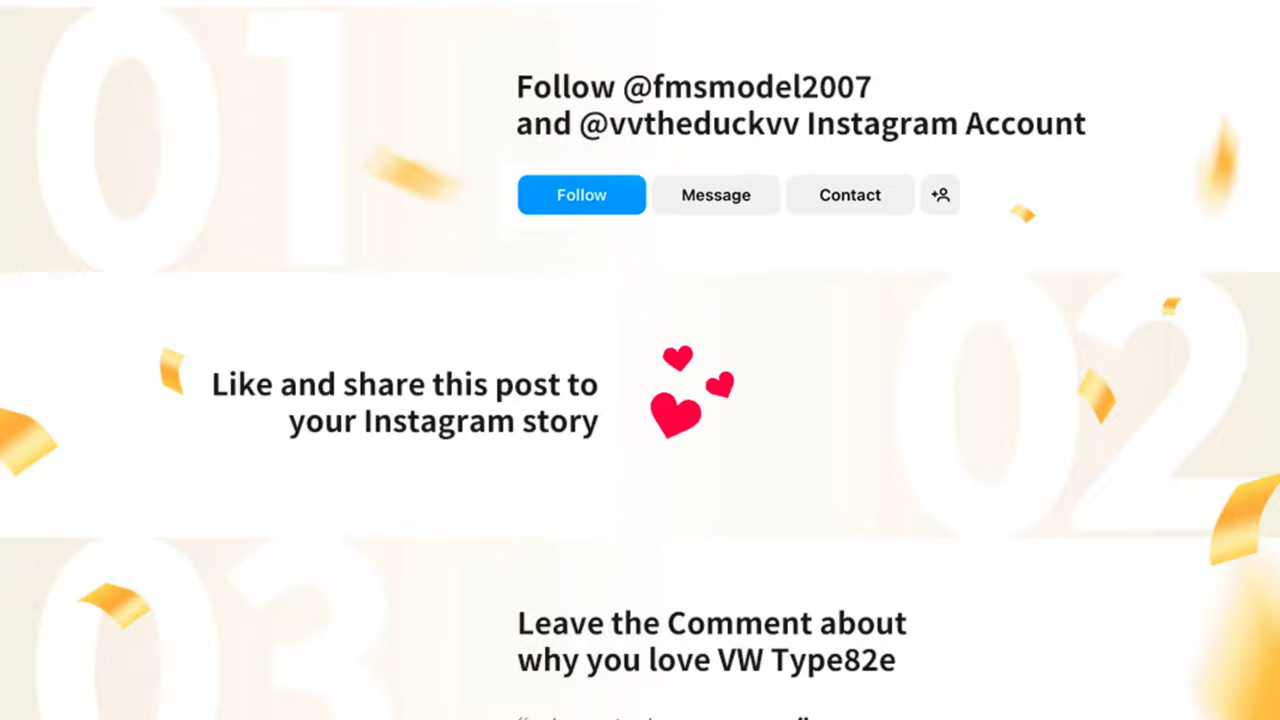 01
Follow @fmsmodel2007
and @vvtheduckvv Instagram Account
Follow
Message
Contact
Like and share this post to
your Instagram story
02
03
Leave the Comment about
why you love VW Type82e